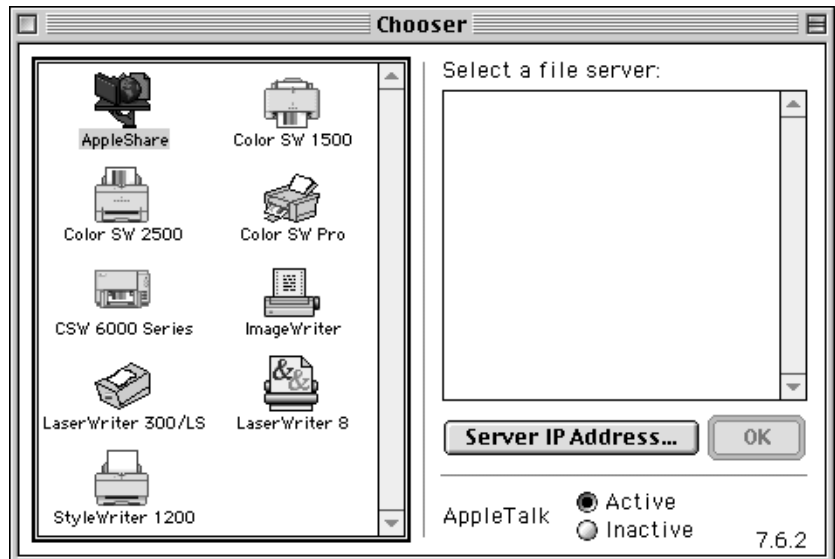 Chooser
Select a file server:
AppleShare
Color SW 1500
Color SW 2500
Color SW Pro
CSW 6000 Series
ImageWriter
LaserWriter 300/LS
LaserWriter 8
StyleWriter 1200
Server IP Address...
OK
AppleTalk
Active
Inactive
7.6.2